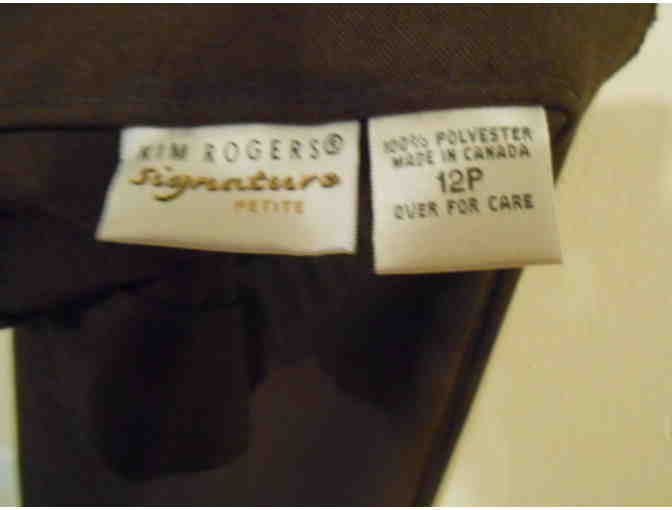 KIM ROGERS®
Signature
PETITE
100% POLYESTER
MADE IN CANADA
12P
OVER FOR CARE